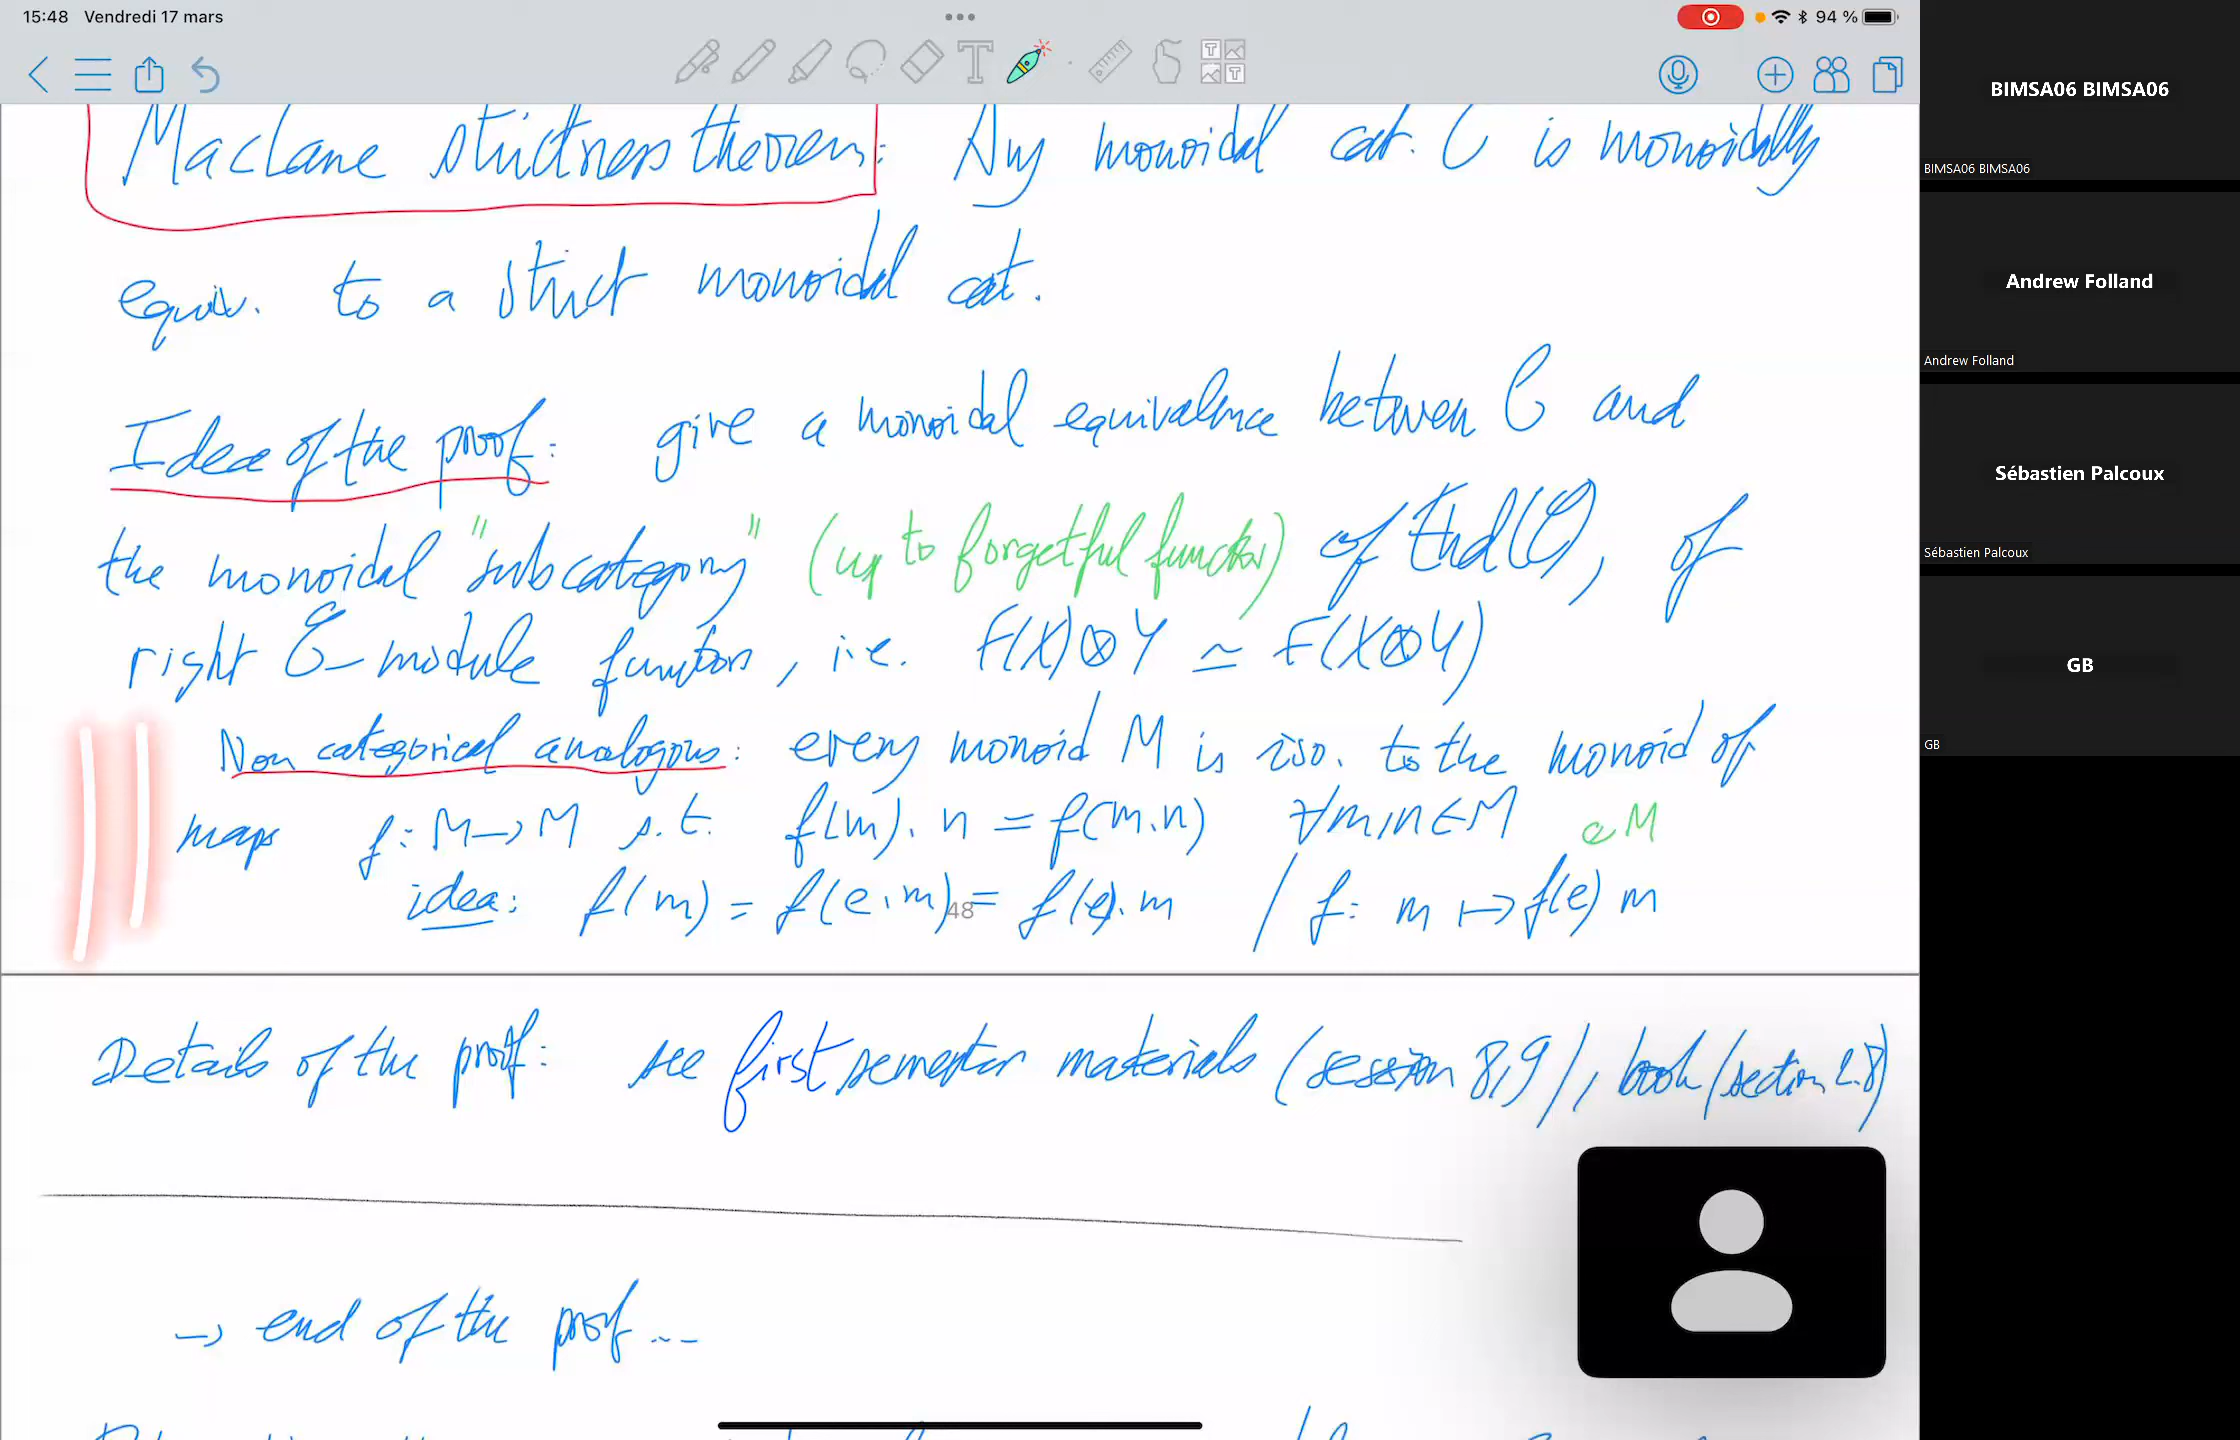 15:48 Vendredi 17 mars
94 %
MacLane strictness theorem: Any monoidal cat. C is monoidally
equiv. to a strict monoidal cat.
Idea of the proof: give a monoidal equivalence between C and
the monoidal "subcategory" (up to forgetful functor) of End(C), of
right C-module functors, i.e. F(X)⊗Y ≃ F(X⊗Y)
Non categorical analogous: every monoid M is iso. to the monoid of
maps f: M → M s.t. f(m).n = f(m.n) ∀m,n∈M
∈M
idea: f(m) = f(e.m) = f(e).m / f: m ↦ f(e) m
48
Details of the proof: see first semester materials (session 8,9), book (section 2.8)
→ end of the proof...
BIMSA06 BIMSA06
BIMSA06 BIMSA06
Andrew Folland
Andrew Folland
Sébastien Palcoux
Sébastien Palcoux
GB
GB